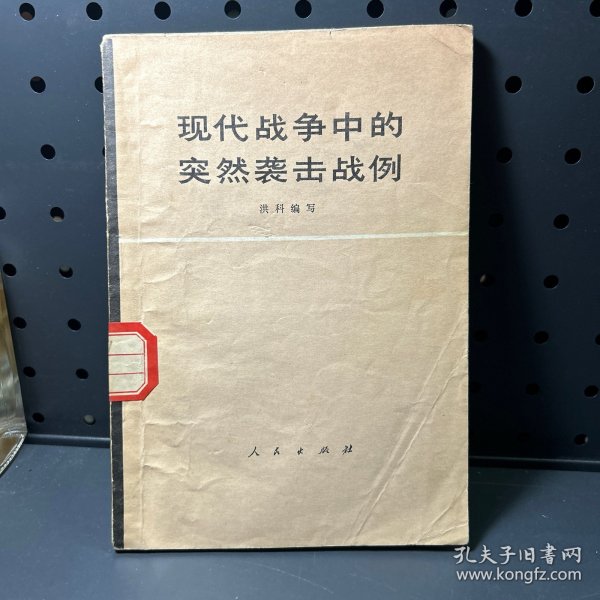 现代战争中的
突然袭击战例
洪科编写
人民出版社
孔夫子旧书网
www.kongfz.com